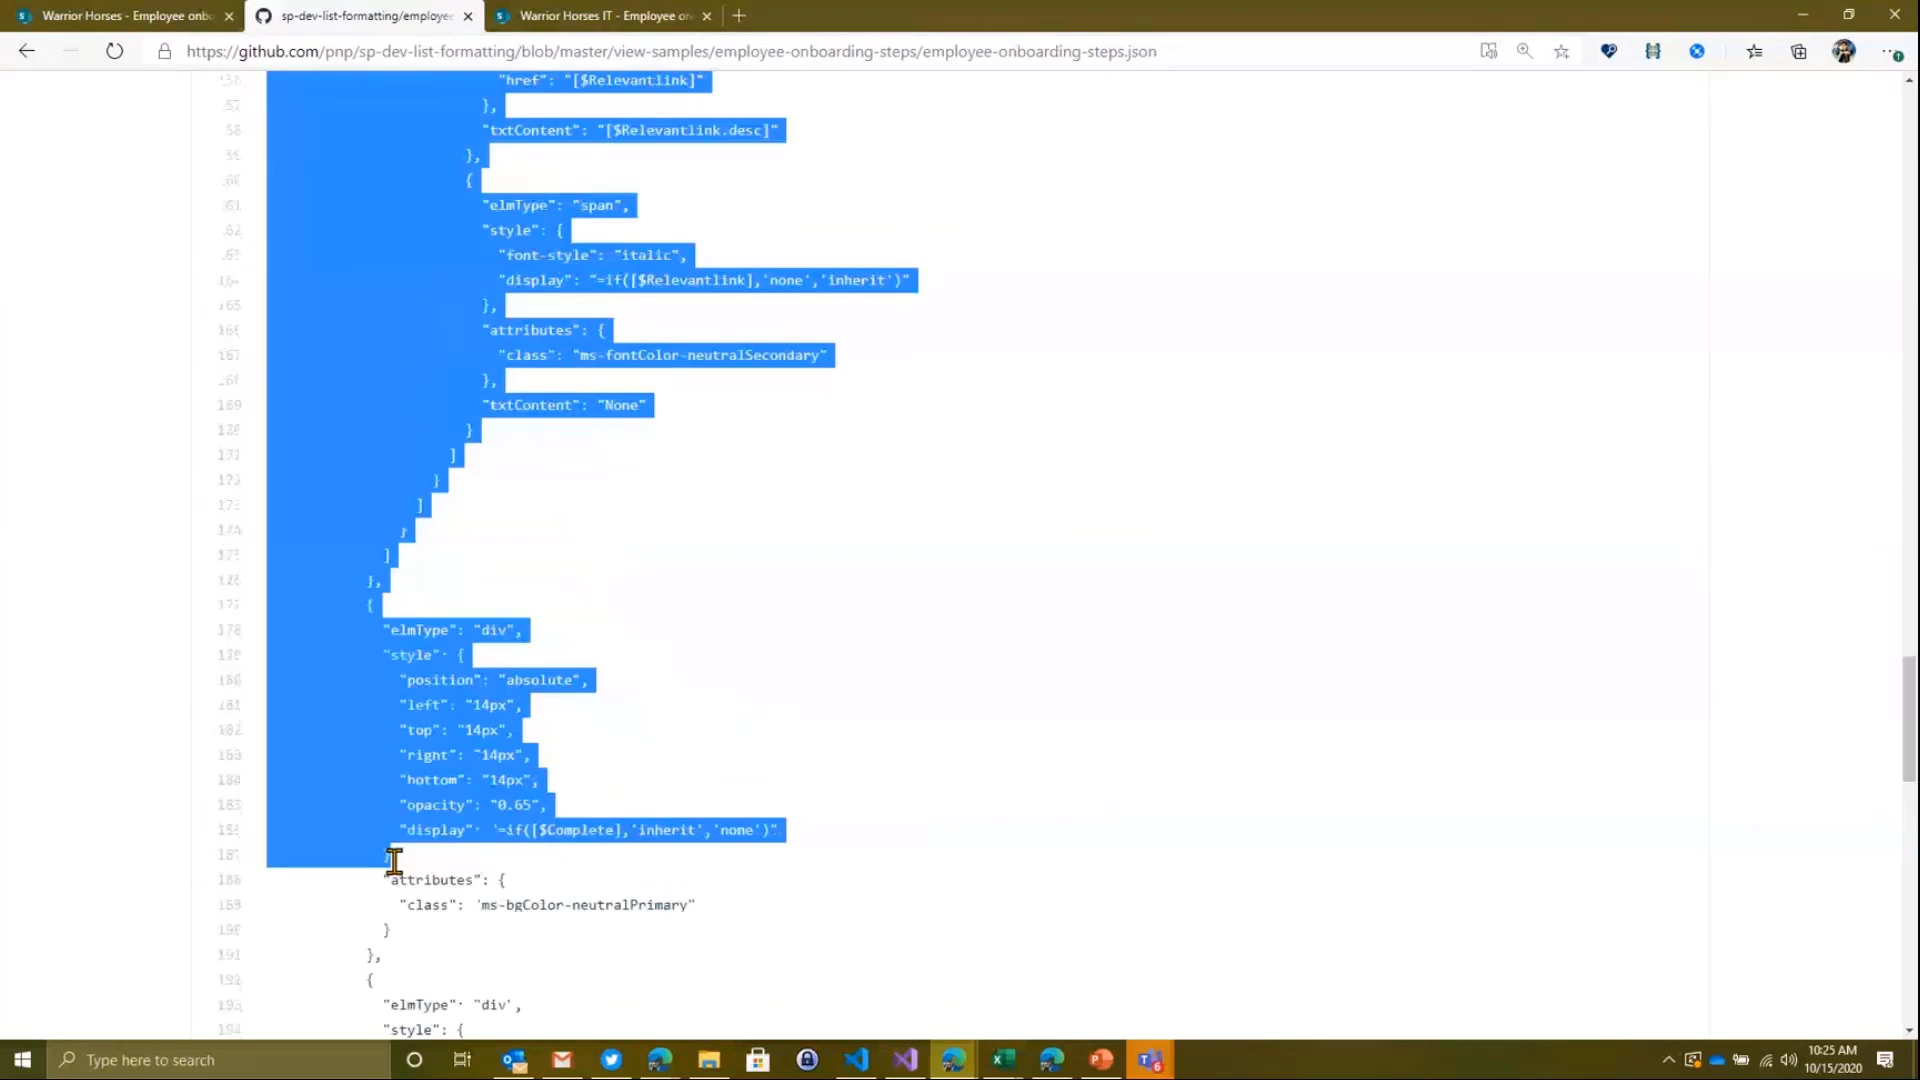 Warrior Horses - Employee onbo
sp-dev-list-formatting/employee
Warrior Horses IT - Employee on
https://github.com/pnp/sp-dev-list-formatting/blob/master/view-samples/employee-onboarding-steps/employee-onboarding-steps.json
"href": "[$Relevantlink]"
},
"txtContent": "[$Relevantlink.desc]"
},
{
"elmType": "span",
"style": {
"font-style": "italic",
"display": "=if([$Relevantlink],'none','inherit')"
},
"attributes": {
"class": "ms-fontColor-neutralSecondary"
},
"txtContent": "None"
}
]
}
]
}
]
},
{
"elmType": "div",
"style": {
"position": "absolute",
"left": "14px",
"top": "14px",
"right": "14px",
"bottom": "14px",
"opacity": "0.65",
"display": "=if([$Complete],'inherit','none')"
"attributes": {
"class": "ms-bgColor-neutralPrimary"
}
},
{
"elmType": "div",
"style": {
Type here to search
10:25 AM
10/15/2020